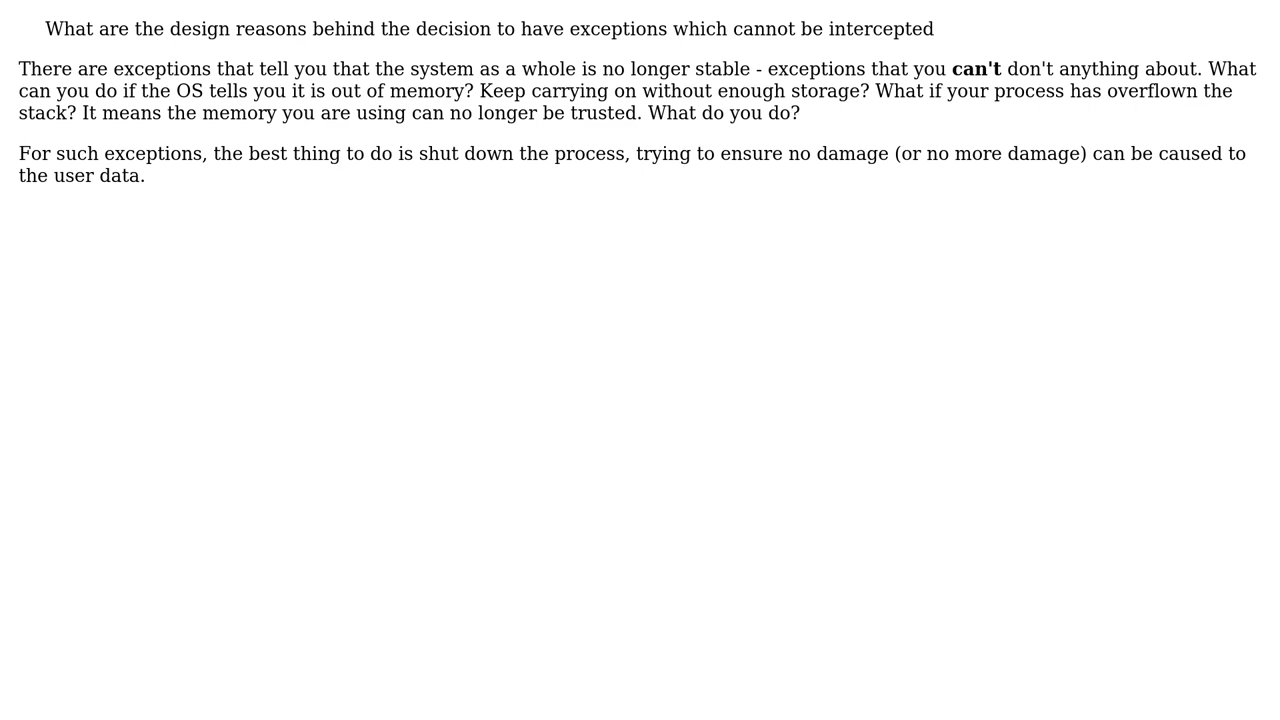 What are the design reasons behind the decision to have exceptions which cannot be intercepted
There are exceptions that tell you that the system as a whole is no longer stable - exceptions that you can't don't anything about. What
can you do if the OS tells you it is out of memory? Keep carrying on without enough storage? What if your process has overflown the
stack? It means the memory you are using can no longer be trusted. What do you do?
For such exceptions, the best thing to do is shut down the process, trying to ensure no damage (or no more damage) can be caused to
the user data.